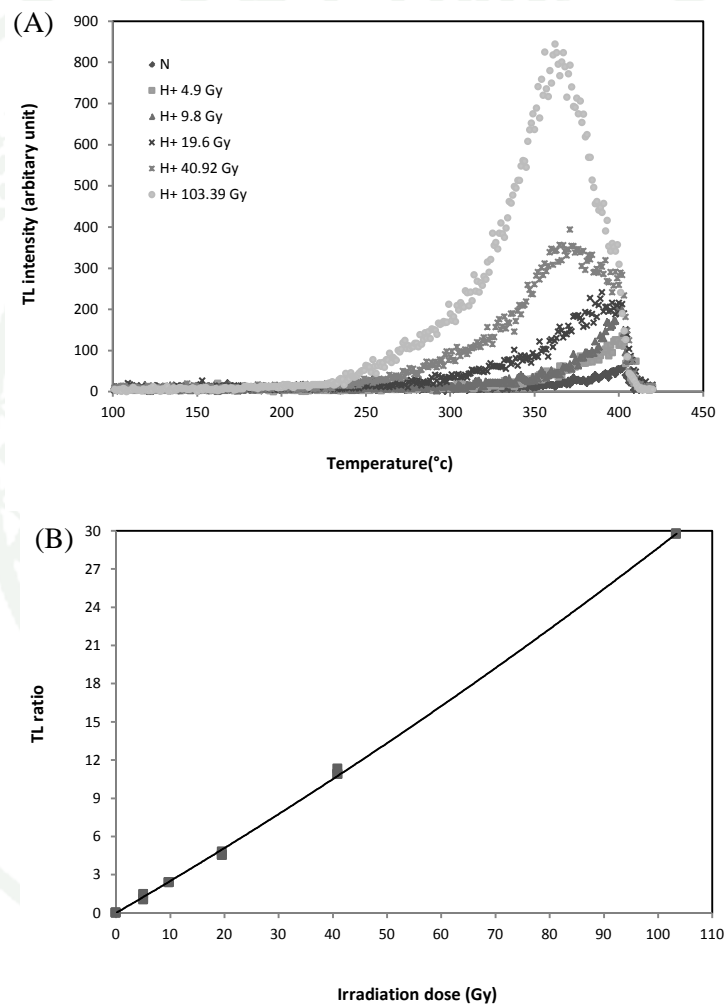 (A)
900
800
700
600
500
400
300
200
100
0
TL intensity (arbitary unit)
N
H+ 4.9 Gy
H+ 9.8 Gy
H+ 19.6 Gy
H+ 40.92 Gy
H+ 103.39 Gy
100 150 200 250 300 350 400 450
Temperature(°c)
(B)
30
27
24
21
18
15
12
9
6
3
0
TL ratio
0 10 20 30 40 50 60 70 80 90 100 110
Irradiation dose (Gy)